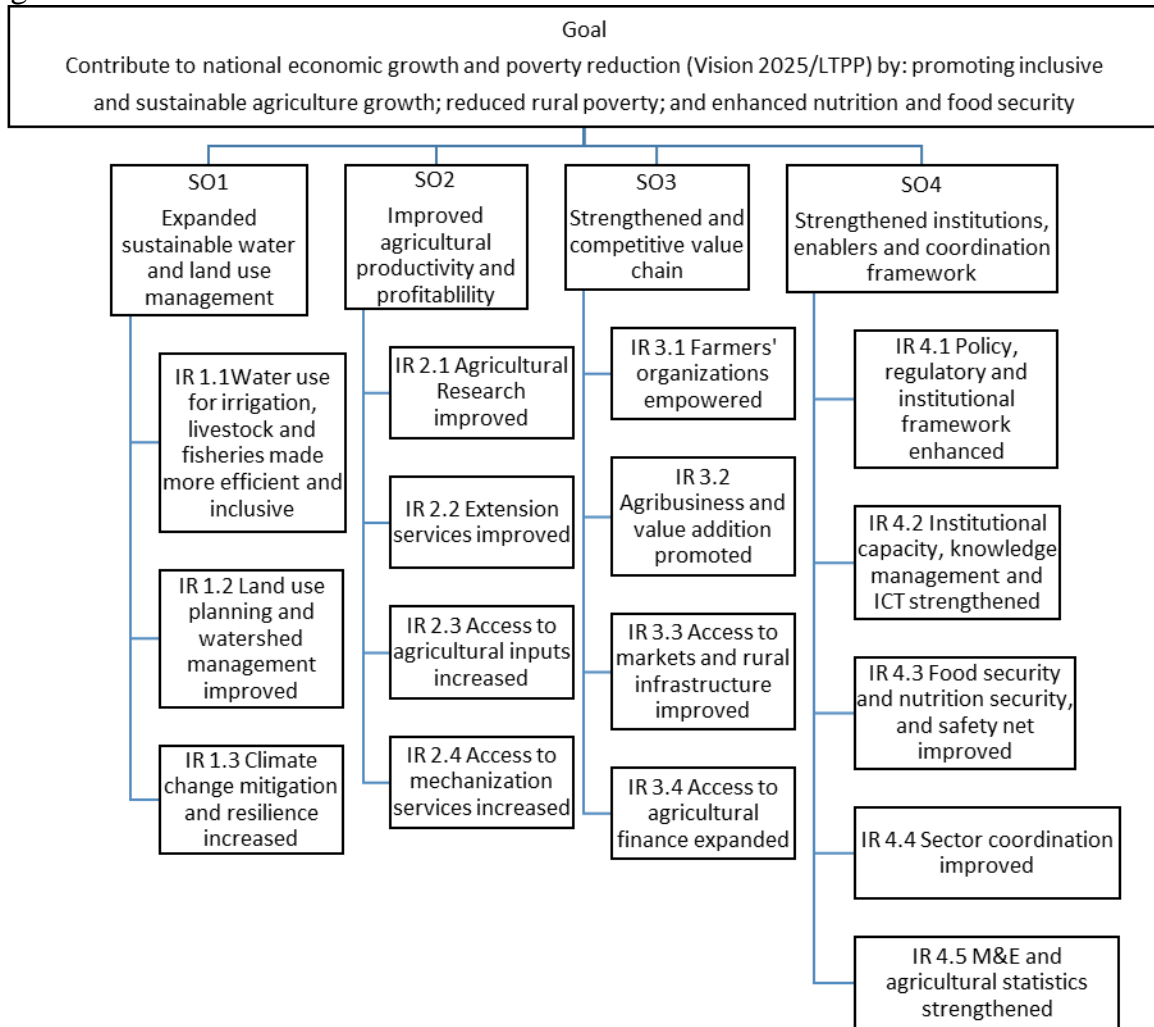 Goal
Contribute to national economic growth and poverty reduction (Vision 2025/LTPP) by: promoting inclusive
and sustainable agriculture growth; reduced rural poverty; and enhanced nutrition and food security
SO1
Expanded
sustainable water
and land use
management
IR 1.1Water use
for irrigation,
livestock and
fisheries made
more efficient and
inclusive
IR 1.2 Land use
planning and
watershed
management
improved
IR 1.3 Climate
change mitigation
and resilience
increased
SO2
Improved
agricultural
productivity and
profitablility
IR 2.1 Agricultural
Research
improved
IR 2.2 Extension
services improved
IR 2.3 Access to
agricultural inputs
increased
IR 2.4 Access to
mechanization
services increased
SO3
Strengthened and
competitive value
chain
IR 3.1 Farmers'
organizations
empowered
IR 3.2
Agribusiness and
value addition
promoted
IR 3.3 Access to
markets and rural
infrastructure
improved
IR 3.4 Access to
agricultural
finance expanded
SO4
Strengthened institutions,
enablers and coordination
framework
IR 4.1 Policy,
regulatory and
institutional
framework
enhanced
IR 4.2 Institutional
capacity, knowledge
management and
ICT strengthened
IR 4.3 Food security
and nutrition security,
and safety net
improved
IR 4.4 Sector coordination
improved
IR 4.5 M&E and
agricultural statistics
strengthened